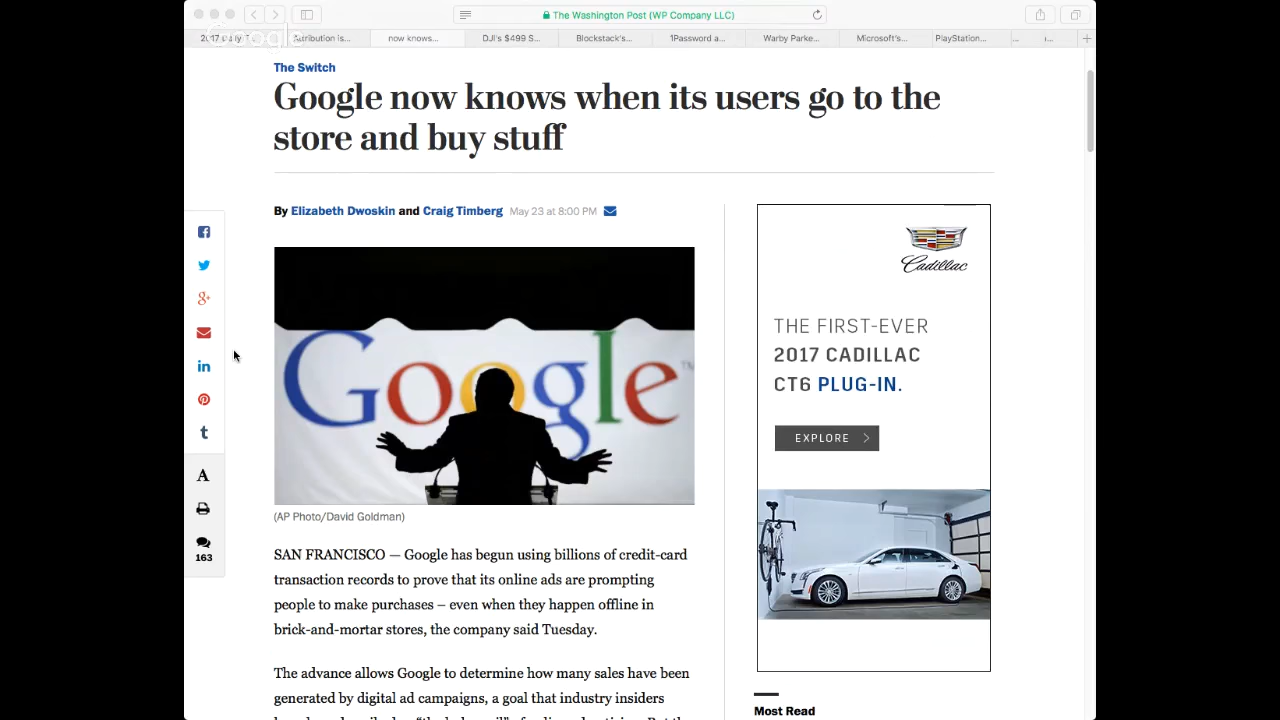 The Washington Post (WP Company LLC)
now knows...
DJI's $499 S...
Blockstack's...
1Password a...
Warby Parke...
Microsoft's...
PlayStation...
The Switch
Google now knows when its users go to the
store and buy stuff
By Elizabeth Dwoskin and Craig Timberg May 23 at 8:00 PM
Google
TM
(AP Photo/David Goldman)
SAN FRANCISCO — Google has begun using billions of credit-card
transaction records to prove that its online ads are prompting
people to make purchases – even when they happen offline in
brick-and-mortar stores, the company said Tuesday.
The advance allows Google to determine how many sales have been
generated by digital ad campaigns, a goal that industry insiders
163
Cadillac
THE FIRST-EVER
2017 CADILLAC
CT6 PLUG-IN.
EXPLORE
Most Read